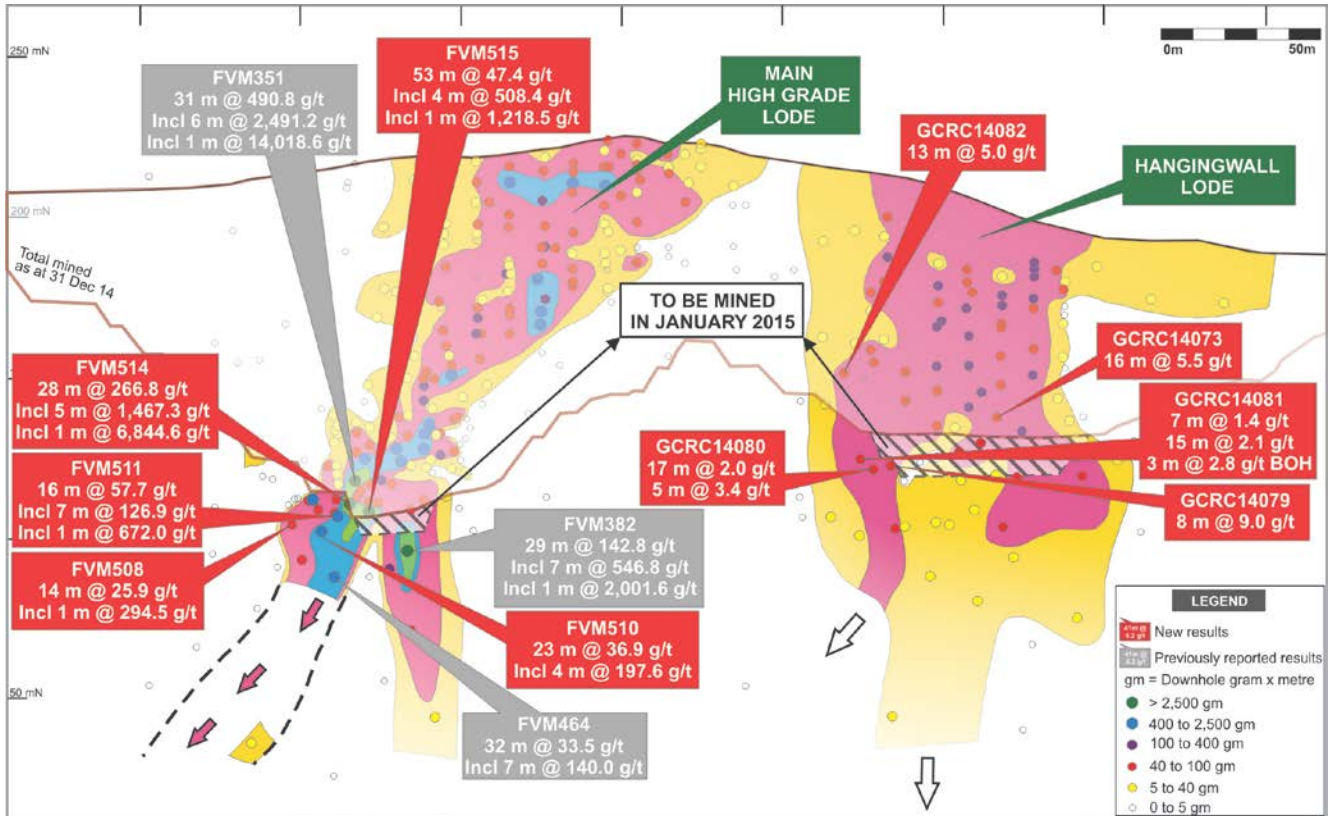 250 mN
0m
50m
FVM351
31 m @ 490.8 g/t
Incl 6 m @ 2,491.2 g/t
Incl 1 m @ 14,018.6 g/t
FVM515
53 m @ 47.4 g/t
Incl 4 m @ 508.4 g/t
Incl 1 m @ 1,218.5 g/t
MAIN
HIGH GRADE
LODE
GCRC14082
13 m @ 5.0 g/t
HANGINGWALL
LODE
200 mN
Total mined
as at 31 Dec 14
TO BE MINED
IN JANUARY 2015
GCRC14073
16 m @ 5.5 g/t
FVM514
28 m @ 266.8 g/t
Incl 5 m @ 1,467.3 g/t
Incl 1 m @ 6,844.6 g/t
GCRC14081
7 m @ 1.4 g/t
15 m @ 2.1 g/t
3 m @ 2.8 g/t BOH
GCRC14080
17 m @ 2.0 g/t
5 m @ 3.4 g/t
FVM511
16 m @ 57.7 g/t
Incl 7 m @ 126.9 g/t
Incl 1 m @ 672.0 g/t
GCRC14079
8 m @ 9.0 g/t
FVM382
29 m @ 142.8 g/t
Incl 7 m @ 546.8 g/t
Incl 1 m @ 2,001.6 g/t
FVM508
14 m @ 25.9 g/t
Incl 1 m @ 294.5 g/t
FVM510
23 m @ 36.9 g/t
Incl 4 m @ 197.6 g/t
50 mN
FVM464
32 m @ 33.5 g/t
Incl 7 m @ 140.0 g/t
LEGEND
New results
Previously reported results
gm = Downhole gram x metre
> 2,500 gm
400 to 2,500 gm
100 to 400 gm
40 to 100 gm
5 to 40 gm
0 to 5 gm